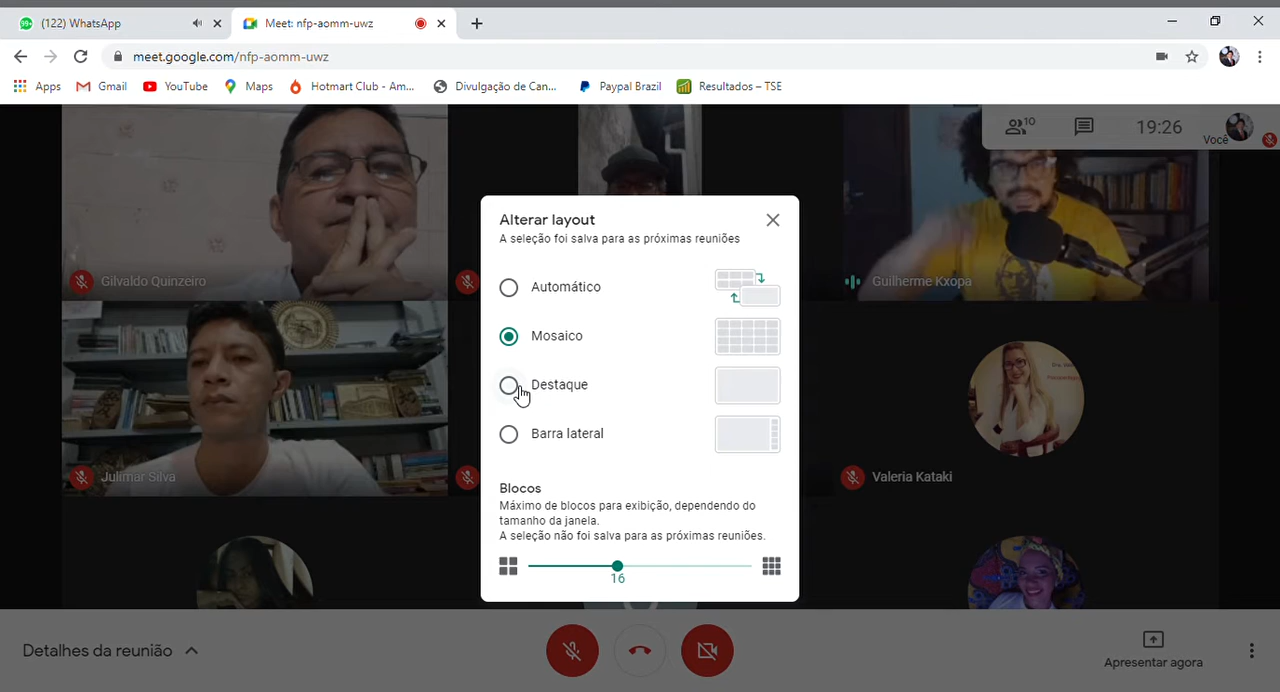 99+ (122) WhatsApp
Meet: nfp-aomm-uwz
meet.google.com/nfp-aomm-uwz
Apps
Gmail
YouTube
Maps
Hotmart Club - Am...
Divulgação de Can...
Paypal Brazil
Resultados – TSE
10
19:26
Você
Gilvaldo Quinzeiro
Guilherme Kxopa
Julimar Silva
Valeria Kataki
Alterar layout
A seleção foi salva para as próximas reuniões
Automático
Mosaico
Destaque
Barra lateral
Blocos
Máximo de blocos para exibição, dependendo do
tamanho da janela.
A seleção não foi salva para as próximas reuniões.
16
Detalhes da reunião
Apresentar agora